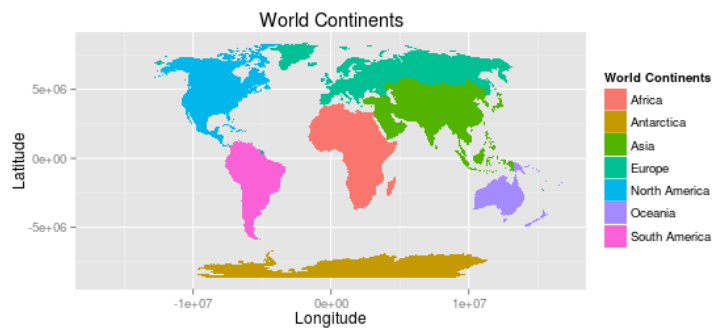 World Continents
Latitude
5e+06
0e+00
-5e+06
-1e+07 0e+00 1e+07
Longitude
World Continents
Africa
Antarctica
Asia
Europe
North America
Oceania
South America